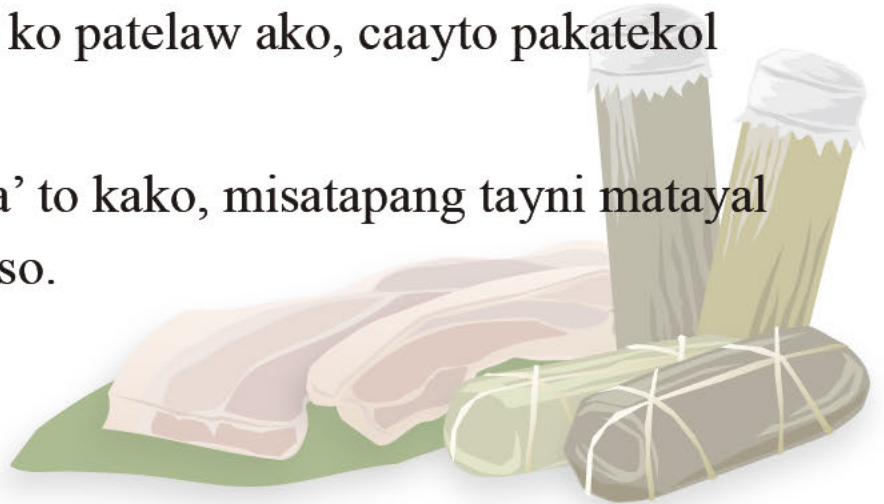 ko patelaw ako, caayto pakatekol
a’ to kako, misatapang tayni matayal
so.